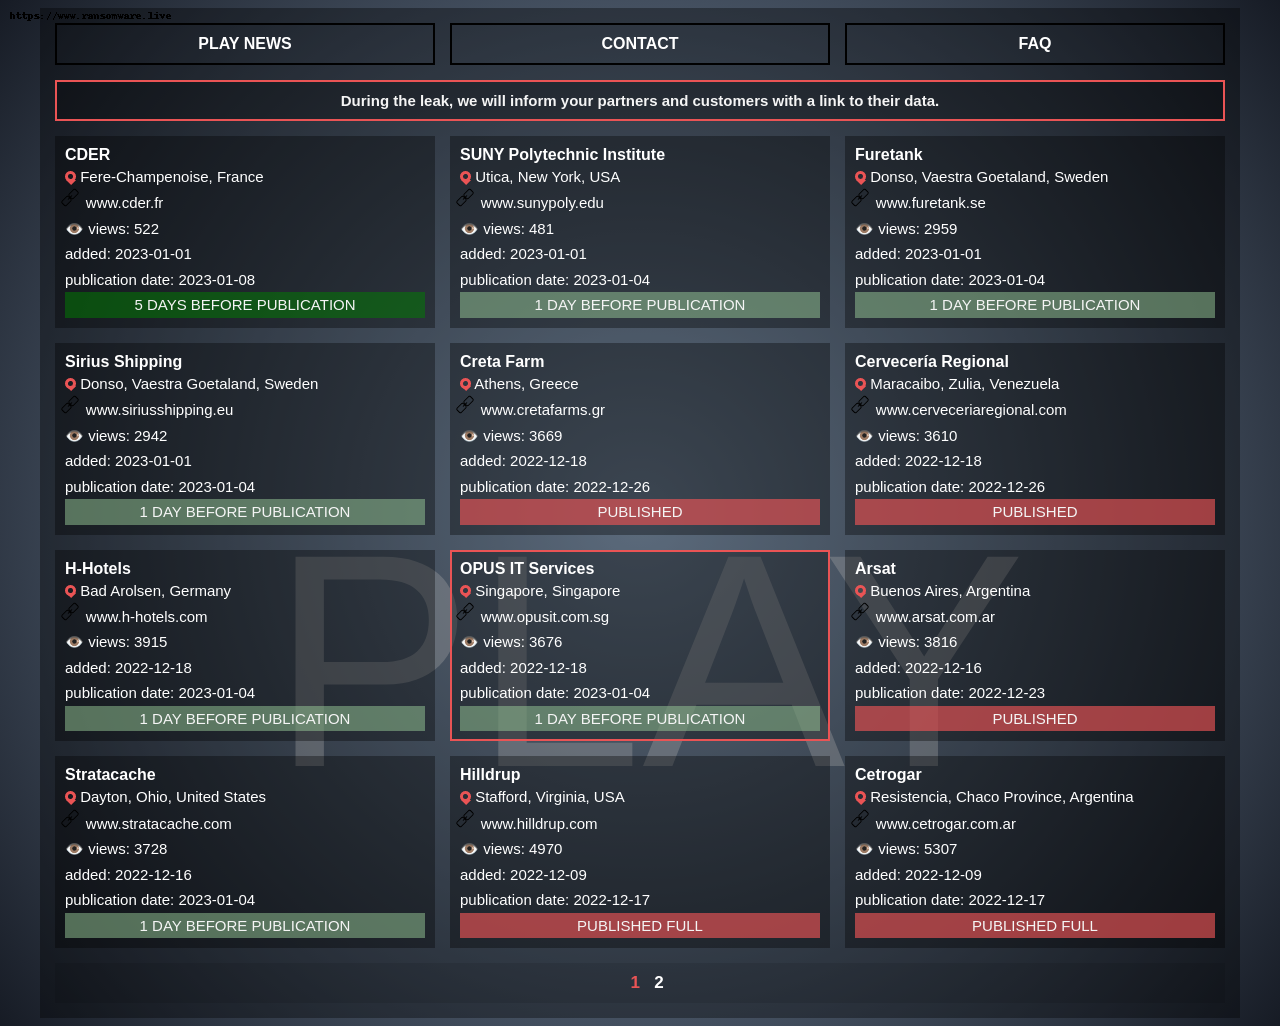 https://www.ransomware.live
PLAY NEWS
CONTACT
FAQ
During the leak, we will inform your partners and customers with a link to their data.
CDER
Fere-Champenoise, France
www.cder.fr
views: 522
added: 2023-01-01
publication date: 2023-01-08
5 DAYS BEFORE PUBLICATION
SUNY Polytechnic Institute
Utica, New York, USA
www.sunypoly.edu
views: 481
added: 2023-01-01
publication date: 2023-01-04
1 DAY BEFORE PUBLICATION
Furetank
Donso, Vaestra Goetaland, Sweden
www.furetank.se
views: 2959
added: 2023-01-01
publication date: 2023-01-04
1 DAY BEFORE PUBLICATION
Sirius Shipping
Donso, Vaestra Goetaland, Sweden
www.siriusshipping.eu
views: 2942
added: 2023-01-01
publication date: 2023-01-04
1 DAY BEFORE PUBLICATION
Creta Farm
Athens, Greece
www.cretafarms.gr
views: 3669
added: 2022-12-18
publication date: 2022-12-26
PUBLISHED
Cervecería Regional
Maracaibo, Zulia, Venezuela
www.cerveceriaregional.com
views: 3610
added: 2022-12-18
publication date: 2022-12-26
PUBLISHED
H-Hotels
Bad Arolsen, Germany
www.h-hotels.com
views: 3915
added: 2022-12-18
publication date: 2023-01-04
1 DAY BEFORE PUBLICATION
OPUS IT Services
Singapore, Singapore
www.opusit.com.sg
views: 3676
added: 2022-12-18
publication date: 2023-01-04
1 DAY BEFORE PUBLICATION
Arsat
Buenos Aires, Argentina
www.arsat.com.ar
views: 3816
added: 2022-12-16
publication date: 2022-12-23
PUBLISHED
PLAY
Stratacache
Dayton, Ohio, United States
www.stratacache.com
views: 3728
added: 2022-12-16
publication date: 2023-01-04
1 DAY BEFORE PUBLICATION
Hilldrup
Stafford, Virginia, USA
www.hilldrup.com
views: 4970
added: 2022-12-09
publication date: 2022-12-17
PUBLISHED FULL
Cetrogar
Resistencia, Chaco Province, Argentina
www.cetrogar.com.ar
views: 5307
added: 2022-12-09
publication date: 2022-12-17
PUBLISHED FULL
1 2